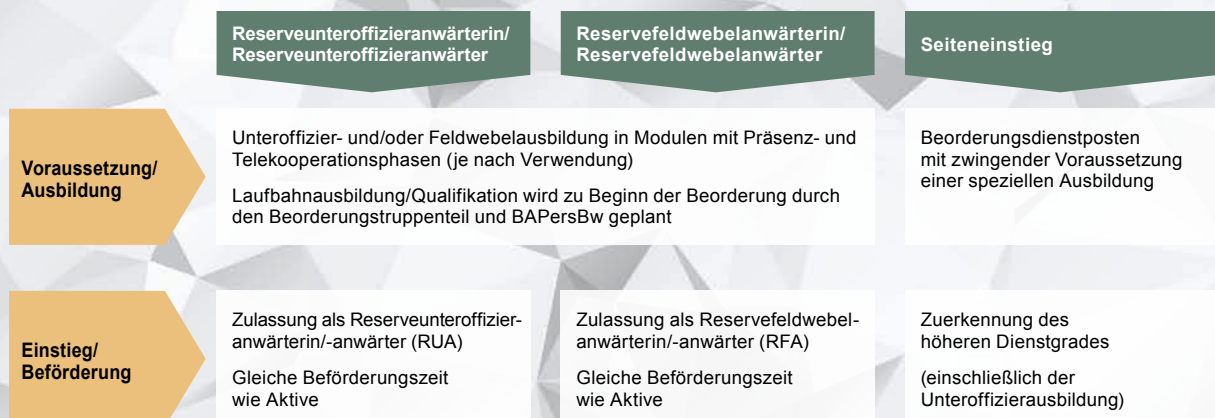 Reserveunteroffizieranwärterin/
Reserveunteroffizieranwärter
Reservefeldwebelanwärterin/
Reservefeldwebelanwärter
Seiteneinstieg
Voraussetzung/
Ausbildung
Unteroffizier- und/oder Feldwebelausbildung in Modulen mit Präsenz- und
Telekooperationsphasen (je nach Verwendung)
Laufbahnausbildung/Qualifikation wird zu Beginn der Beorderung durch
den Beorderungstruppenteil und BAPersBw geplant
Beorderungsdienstposten
mit zwingender Voraussetzung
einer speziellen Ausbildung
Einstieg/
Beförderung
Zulassung als Reserveunteroffizier-
anwärterin/-anwärter (RUA)
Gleiche Beförderungszeit
wie Aktive
Zulassung als Reservefeldwebel-
anwärterin/-anwärter (RFA)
Gleiche Beförderungszeit
wie Aktive
Zuerkennung des
höheren Dienstgrades
(einschließlich der
Unteroffizierausbildung)